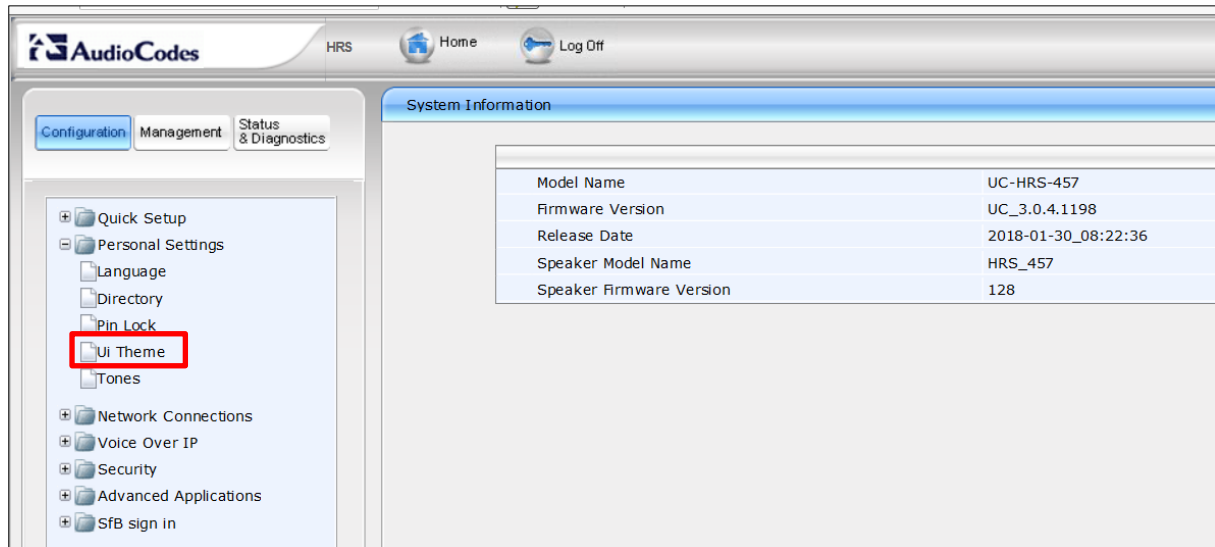 AudioCodes
HRS
Home
Log Off
Configuration
Management
Status
& Diagnostics
Quick Setup
Personal Settings
Language
Directory
Pin Lock
Ui Theme
Tones
Network Connections
Voice Over IP
Security
Advanced Applications
SfB sign in
System Information
Model Name UC-HRS-457
Firmware Version UC_3.0.4.1198
Release Date 2018-01-30_08:22:36
Speaker Model Name HRS_457
Speaker Firmware Version 128